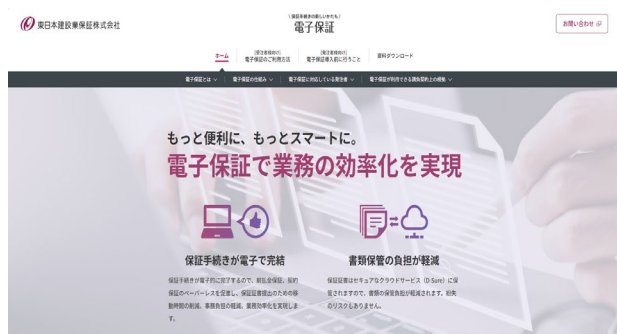 東日本建設業保証株式会社
\ 保証手続きの新しいかたち /
電子保証
お問い合わせ
ホーム
[受注者様向け]
電子保証のご利用方法
[発注者様向け]
電子保証導入前に行うこと
資料ダウンロード
電子保証とは
電子保証の仕組み
電子保証に対応している発注者
電子保証が利用できる請負契約上の根拠
もっと便利に、もっとスマートに。
電子保証で業務の効率化を実現
保証手続きが電子で完結
保証手続きが電子的に完了するので、前払金保証、契約
保証のペーパーレスを促進し、保証証書提出のための移
動時間の削減、事務負担の軽減、業務効率化を実現しま
す。
書類保管の負担が軽減
保証証書はセキュアなクラウドサービス（D-Sure）に保
管されますので、書類の保管負担が軽減されます。紛失
のリスクもありません。